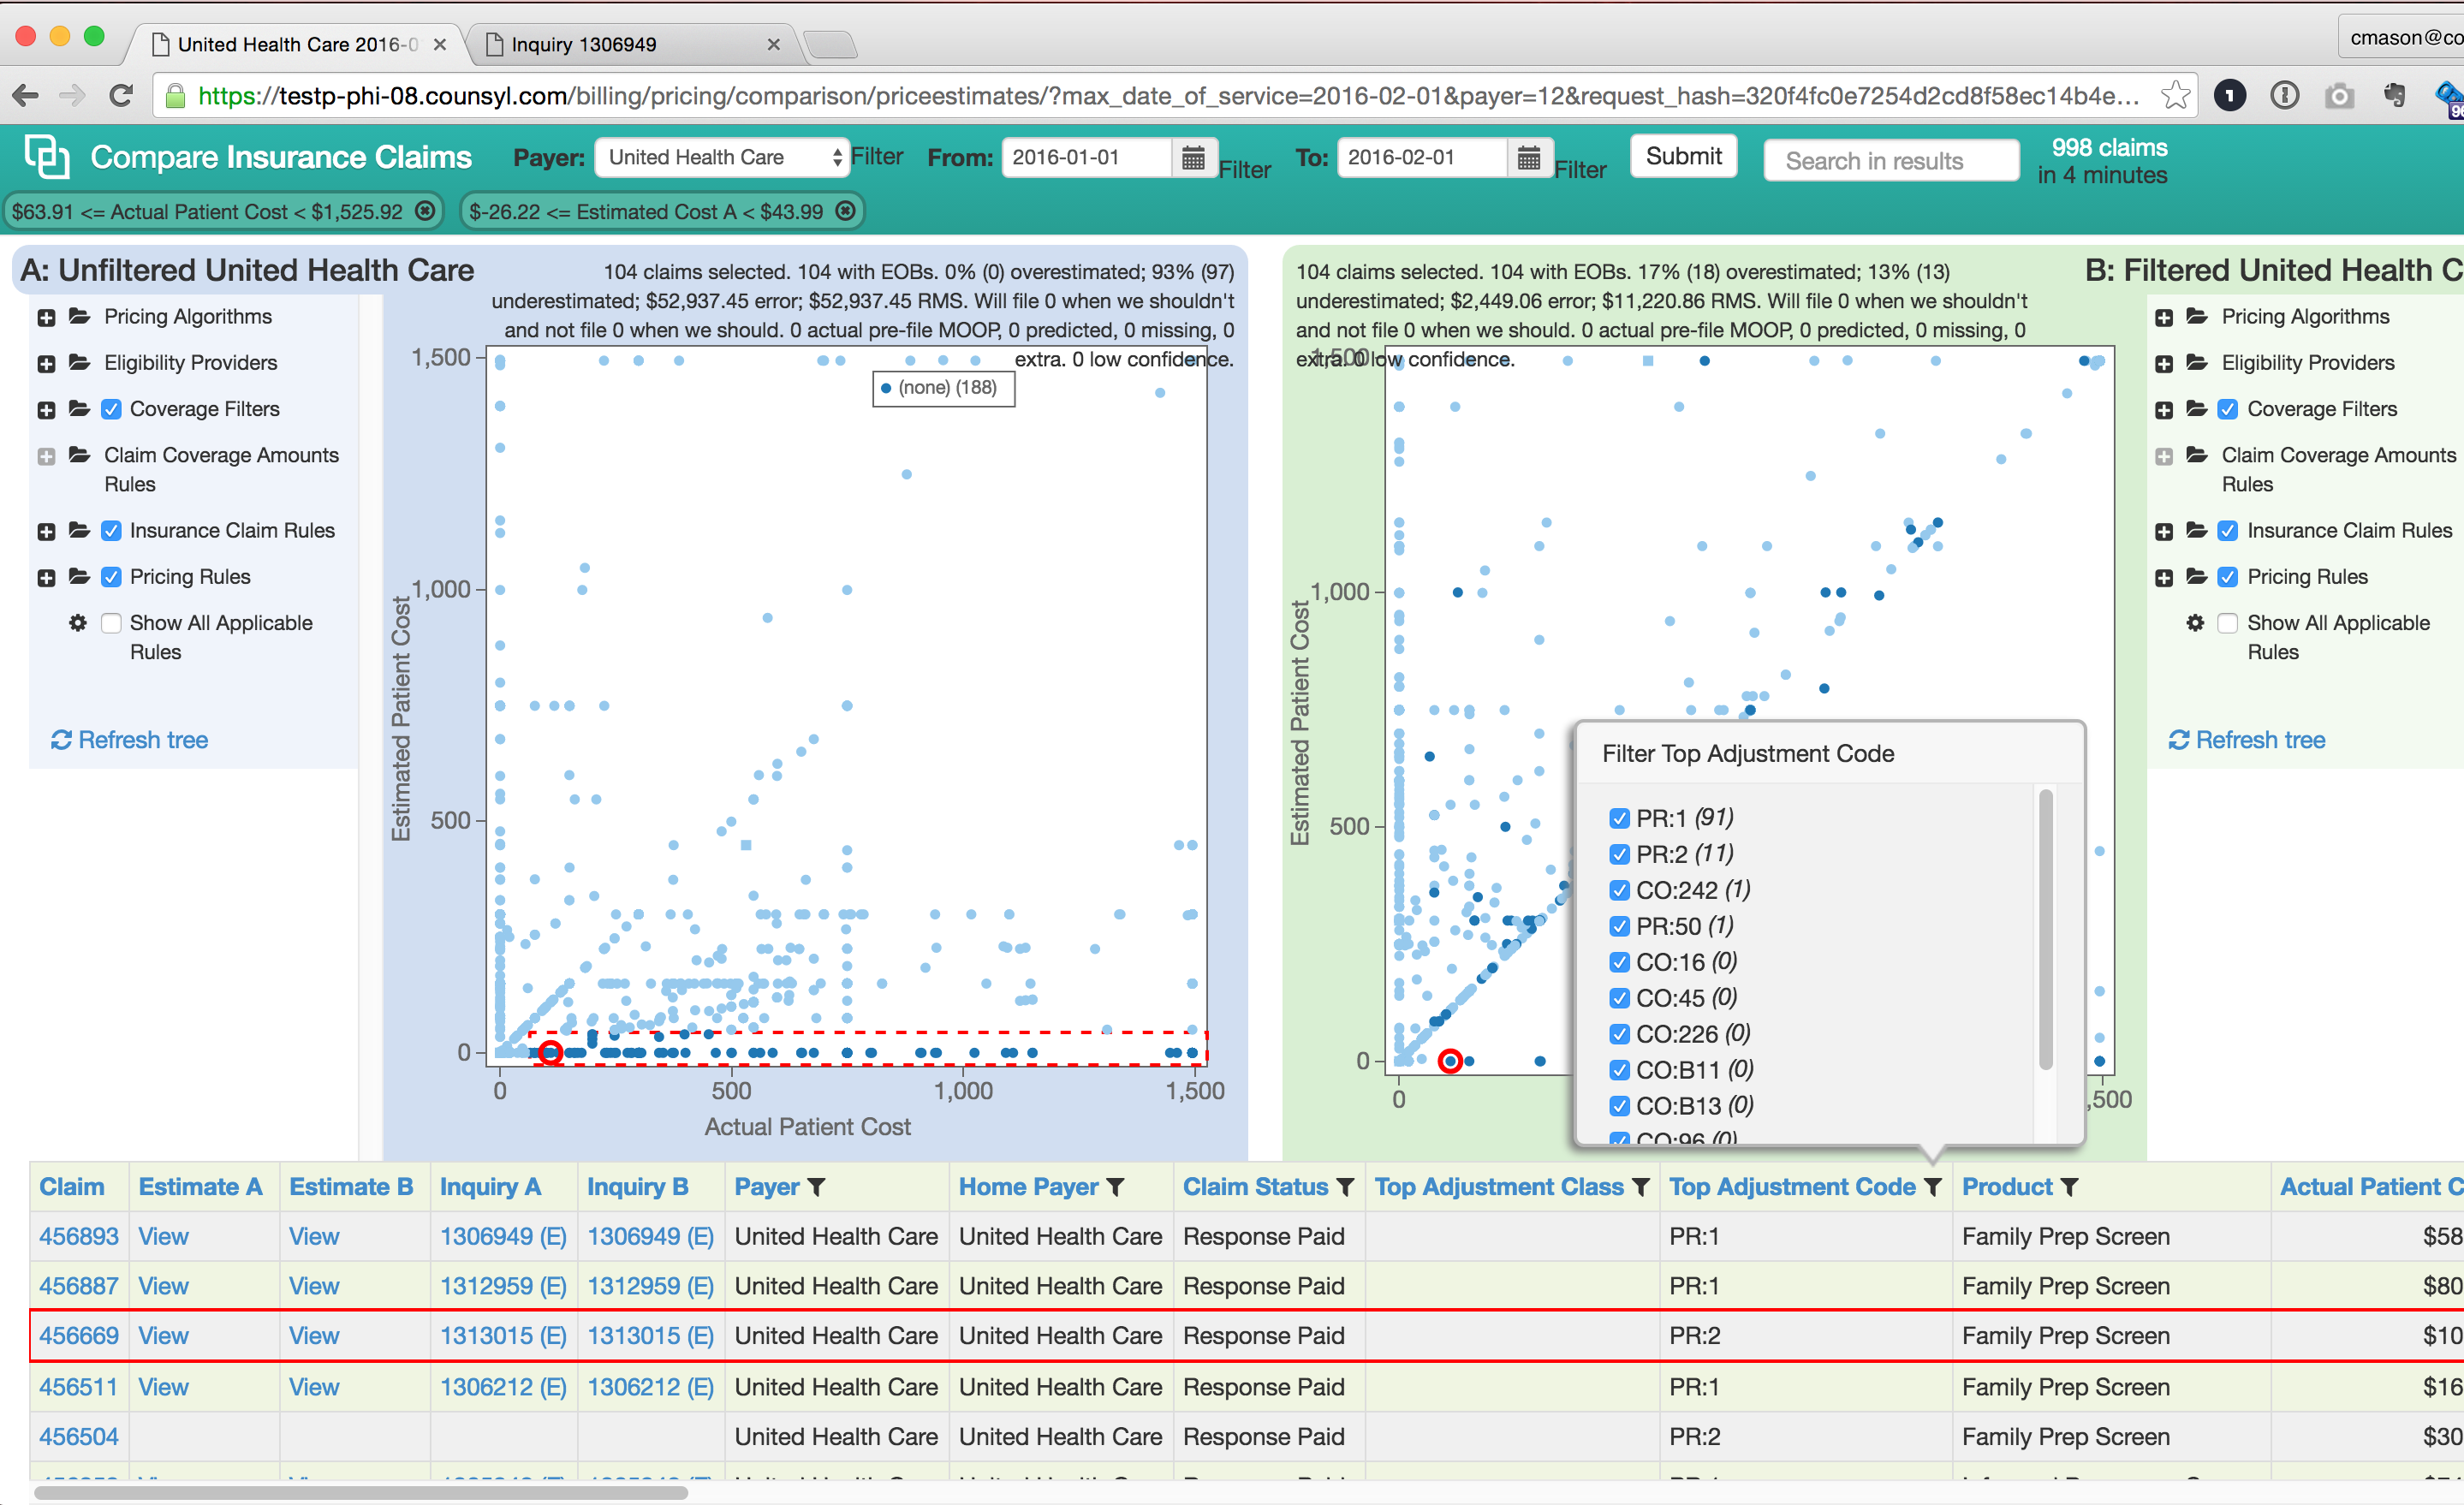 United Health Care 2016-0
Inquiry 1306949
cmason@co
https://testp-phi-08.counsyl.com/billing/pricing/comparison/priceestimates/?max_date_of_service=2016-02-01&payer=12&request_hash=320f4fc0e7254d2cd8f58ec14b4e...
Compare Insurance Claims
Payer: United Health Care Filter From: 2016-01-01 Filter To: 2016-02-01 Filter Submit Search in results
998 claims
in 4 minutes
$63.91 <= Actual Patient Cost < $1,525.92
$-26.22 <= Estimated Cost A < $43.99
A: Unfiltered United Health Care
104 claims selected. 104 with EOBs. 0% (0) overestimated; 93% (97)
underestimated; $52,937.45 error; $52,937.45 RMS. Will file 0 when we shouldn't
and not file 0 when we should. 0 actual pre-file MOOP, 0 predicted, 0 missing, 0
extra. 0 low confidence.
Pricing Algorithms
Eligibility Providers
Coverage Filters
Claim Coverage Amounts
Rules
Insurance Claim Rules
Pricing Rules
Show All Applicable
Rules
Refresh tree
(none) (188)
1,500
1,000
500
0
Estimated Patient Cost
0 500 1,000 1,500
Actual Patient Cost
104 claims selected. 104 with EOBs. 17% (18) overestimated; 13% (13)
underestimated; $2,449.06 error; $11,220.86 RMS. Will file 0 when we shouldn't
and not file 0 when we should. 0 actual pre-file MOOP, 0 predicted, 0 missing, 0
extra. 0 low confidence.
B: Filtered United Health C
1,500
1,000
500
0
Estimated Patient Cost
0 ,500
Filter Top Adjustment Code
PR:1 (91)
PR:2 (11)
CO:242 (1)
PR:50 (1)
CO:16 (0)
CO:45 (0)
CO:226 (0)
CO:B11 (0)
CO:B13 (0)
CO:96 (0)
Pricing Algorithms
Eligibility Providers
Coverage Filters
Claim Coverage Amounts
Rules
Insurance Claim Rules
Pricing Rules
Show All Applicable
Rules
Refresh tree
Claim Estimate A Estimate B Inquiry A Inquiry B Payer Home Payer Claim Status Top Adjustment Class Top Adjustment Code Product Actual Patient C
456893 View View 1306949 (E) 1306949 (E) United Health Care United Health Care Response Paid PR:1 Family Prep Screen $58
456887 View View 1312959 (E) 1312959 (E) United Health Care United Health Care Response Paid PR:1 Family Prep Screen $80
456669 View View 1313015 (E) 1313015 (E) United Health Care United Health Care Response Paid PR:2 Family Prep Screen $10
456511 View View 1306212 (E) 1306212 (E) United Health Care United Health Care Response Paid PR:1 Family Prep Screen $16
456504 United Health Care United Health Care Response Paid PR:2 Family Prep Screen $30